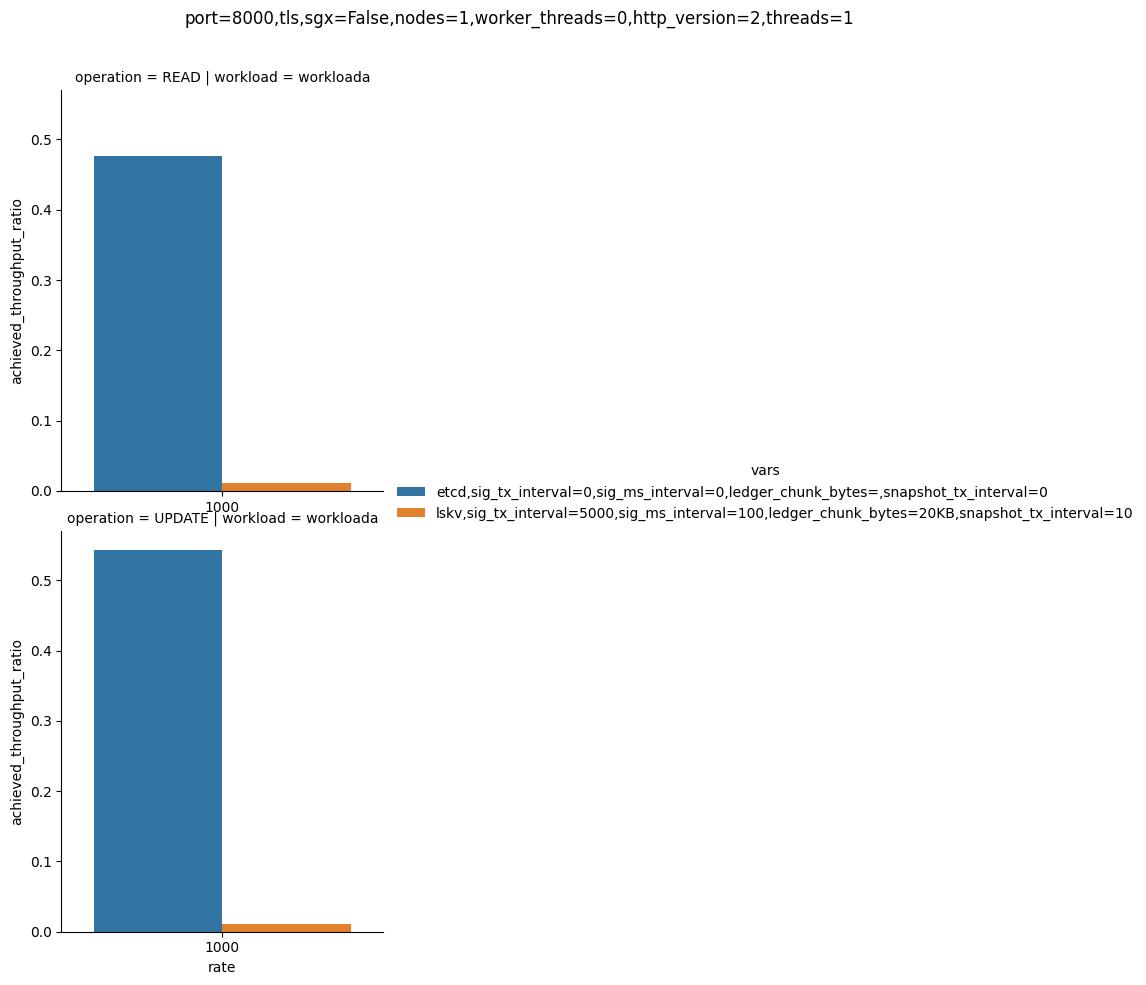 port=8000,tls,sgx=False,nodes=1,worker_threads=0,http_version=2,threads=1
operation = READ | workload = workloada
0.5
0.4
0.3
0.2
0.1
0.0
achieved_throughput_ratio
1000
vars
etcd,sig_tx_interval=0,sig_ms_interval=0,ledger_chunk_bytes=,snapshot_tx_interval=0
lskv,sig_tx_interval=5000,sig_ms_interval=100,ledger_chunk_bytes=20KB,snapshot_tx_interval=10
operation = UPDATE | workload = workloada
0.5
0.4
0.3
0.2
0.1
0.0
achieved_throughput_ratio
1000
rate